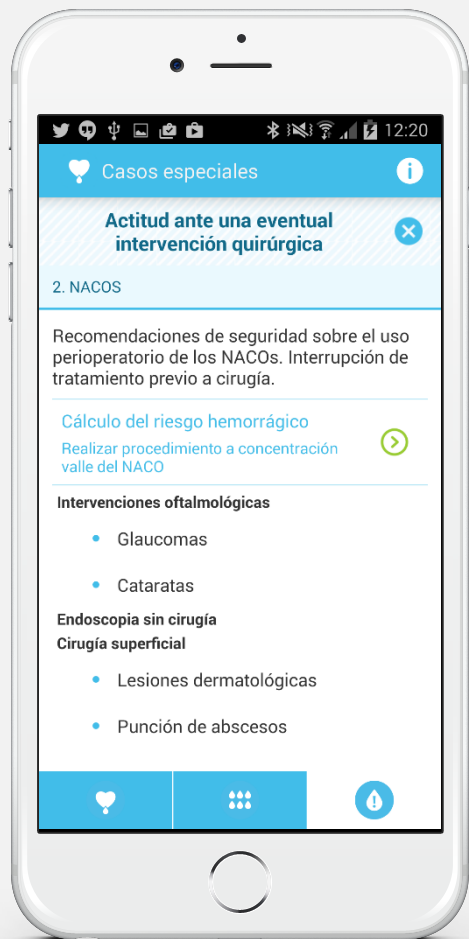 12:20
Casos especiales
Actitud ante una eventual
intervención quirúrgica
2. NACOS
Recomendaciones de seguridad sobre el uso
perioperatorio de los NACOs. Interrupción de
tratamiento previo a cirugía.
Cálculo del riesgo hemorrágico
Realizar procedimiento a concentración
valle del NACO
Intervenciones oftalmológicas
Glaucomas
Cataratas
Endoscopia sin cirugía
Cirugía superficial
Lesiones dermatológicas
Punción de abscesos